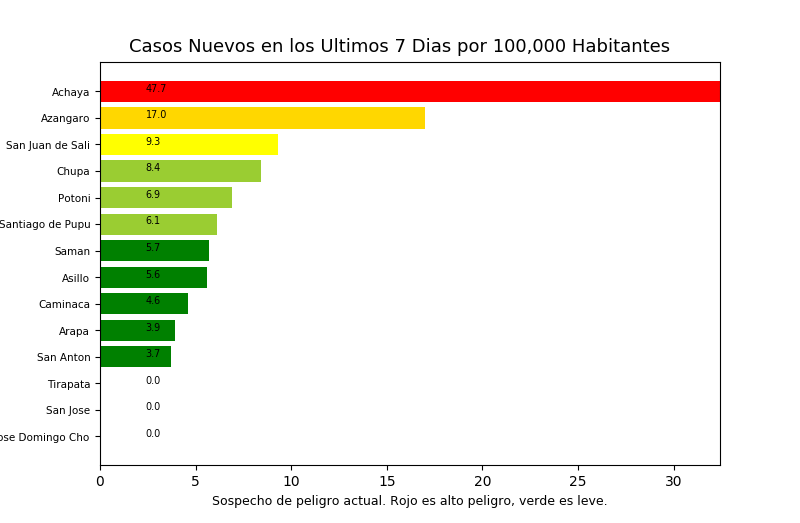 Casos Nuevos en los Ultimos 7 Dias por 100,000 Habitantes
Achaya 47.7
Azangaro 17.0
San Juan de Sali 9.3
Chupa 8.4
Potoni 6.9
Santiago de Pupu 6.1
Saman 5.7
Asillo 5.6
Caminaca 4.6
Arapa 3.9
San Anton 3.7
Tirapata 0.0
San Jose 0.0
ose Domingo Cho 0.0
0 5 10 15 20 25 30
Sospecho de peligro actual. Rojo es alto peligro, verde es leve.